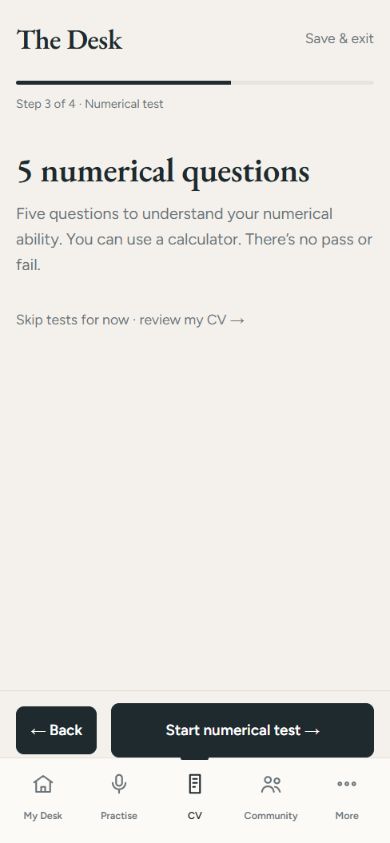 The Desk
Save & exit
Step 3 of 4 · Numerical test
5 numerical questions
Five questions to understand your numerical
ability. You can use a calculator. There's no pass or
fail.
Skip tests for now · review my CV →
← Back
Start numerical test →
My Desk
Practise
CV
Community
More